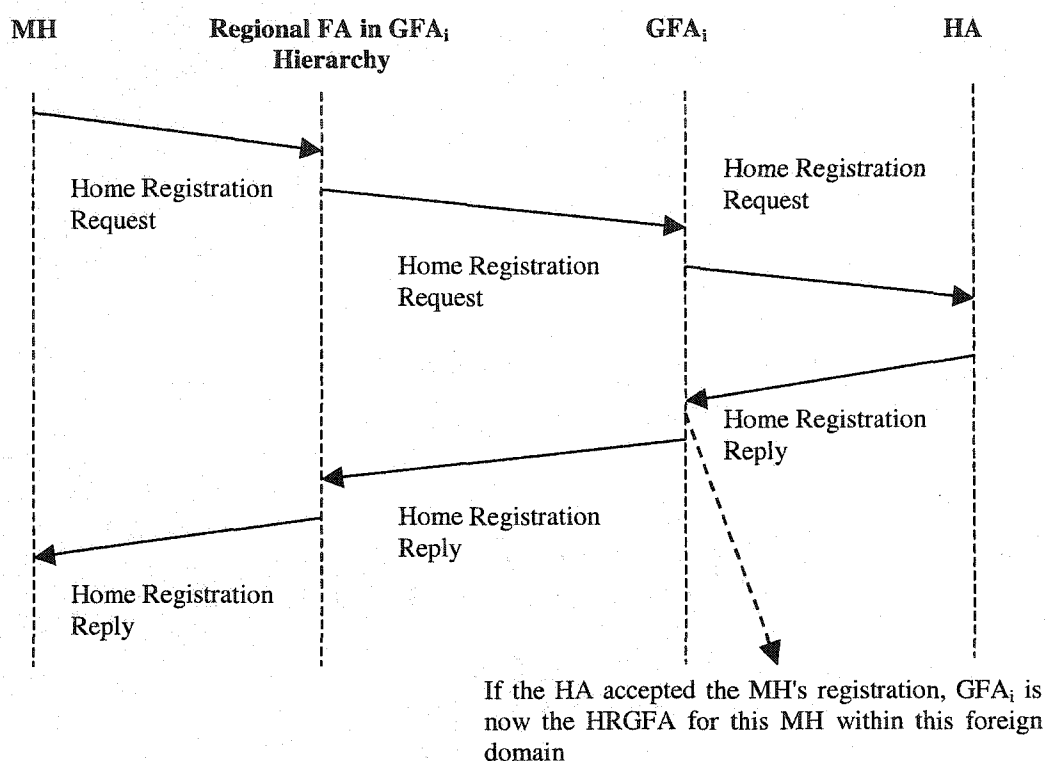 MH
Regional FA in GFAi
Hierarchy
GFAi
HA
Home Registration
Request
Home Registration
Request
Home Registration
Request
Home Registration
Reply
Home Registration
Reply
Home Registration
Reply
If the HA accepted the MH's registration, GFAi is
now the HRGFA for this MH within this foreign
domain